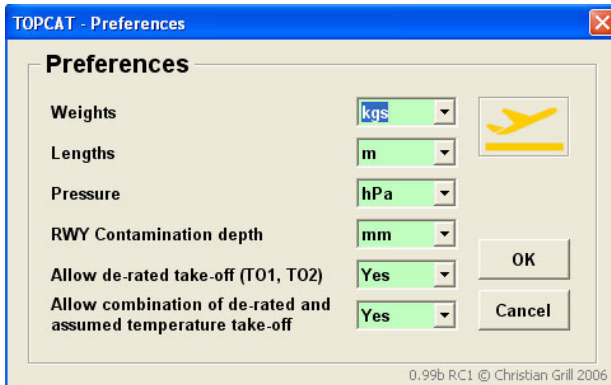 TOPCAT - Preferences
Preferences
Weights kgs
Lengths m
Pressure hPa
RWY Contamination depth mm
Allow de-rated take-off (TO1, TO2) Yes
OK
Allow combination of de-rated and
assumed temperature take-off Yes
Cancel
0.99b RC1 © Christian Grill 2006